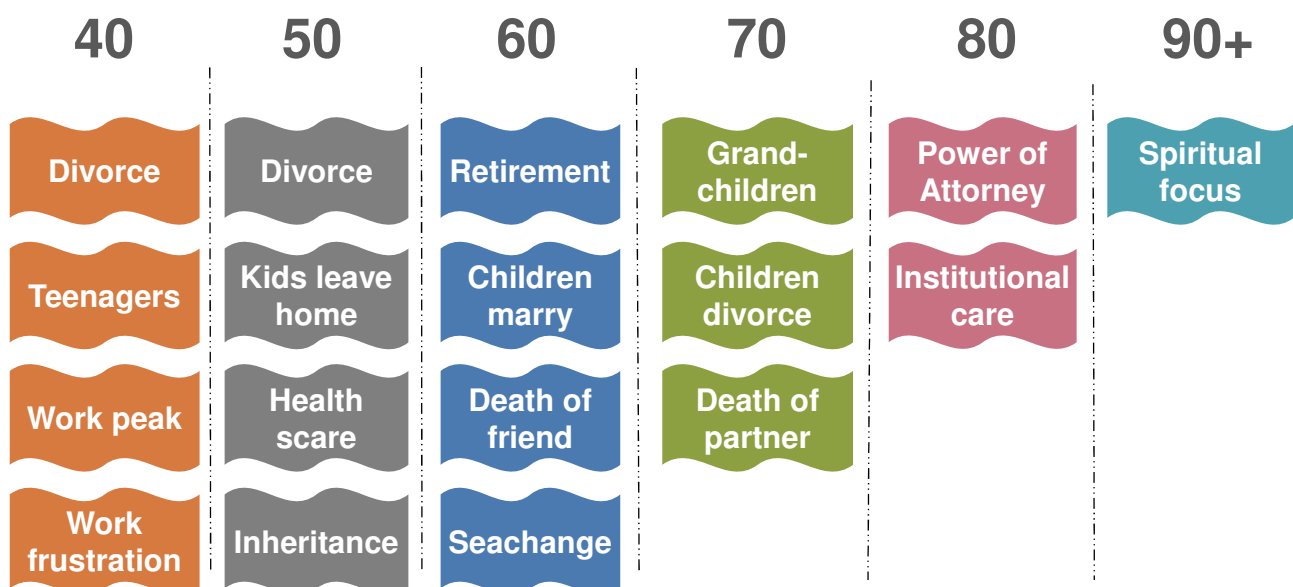 40 50 60 70 80 90+
Divorce
Divorce
Retirement
Grand-
children
Power of
Attorney
Spiritual
focus
Teenagers
Kids leave
home
Children
marry
Children
divorce
Institutional
care
Work peak
Health
scare
Death of
friend
Death of
partner
Work
frustration
Inheritance
Seachange